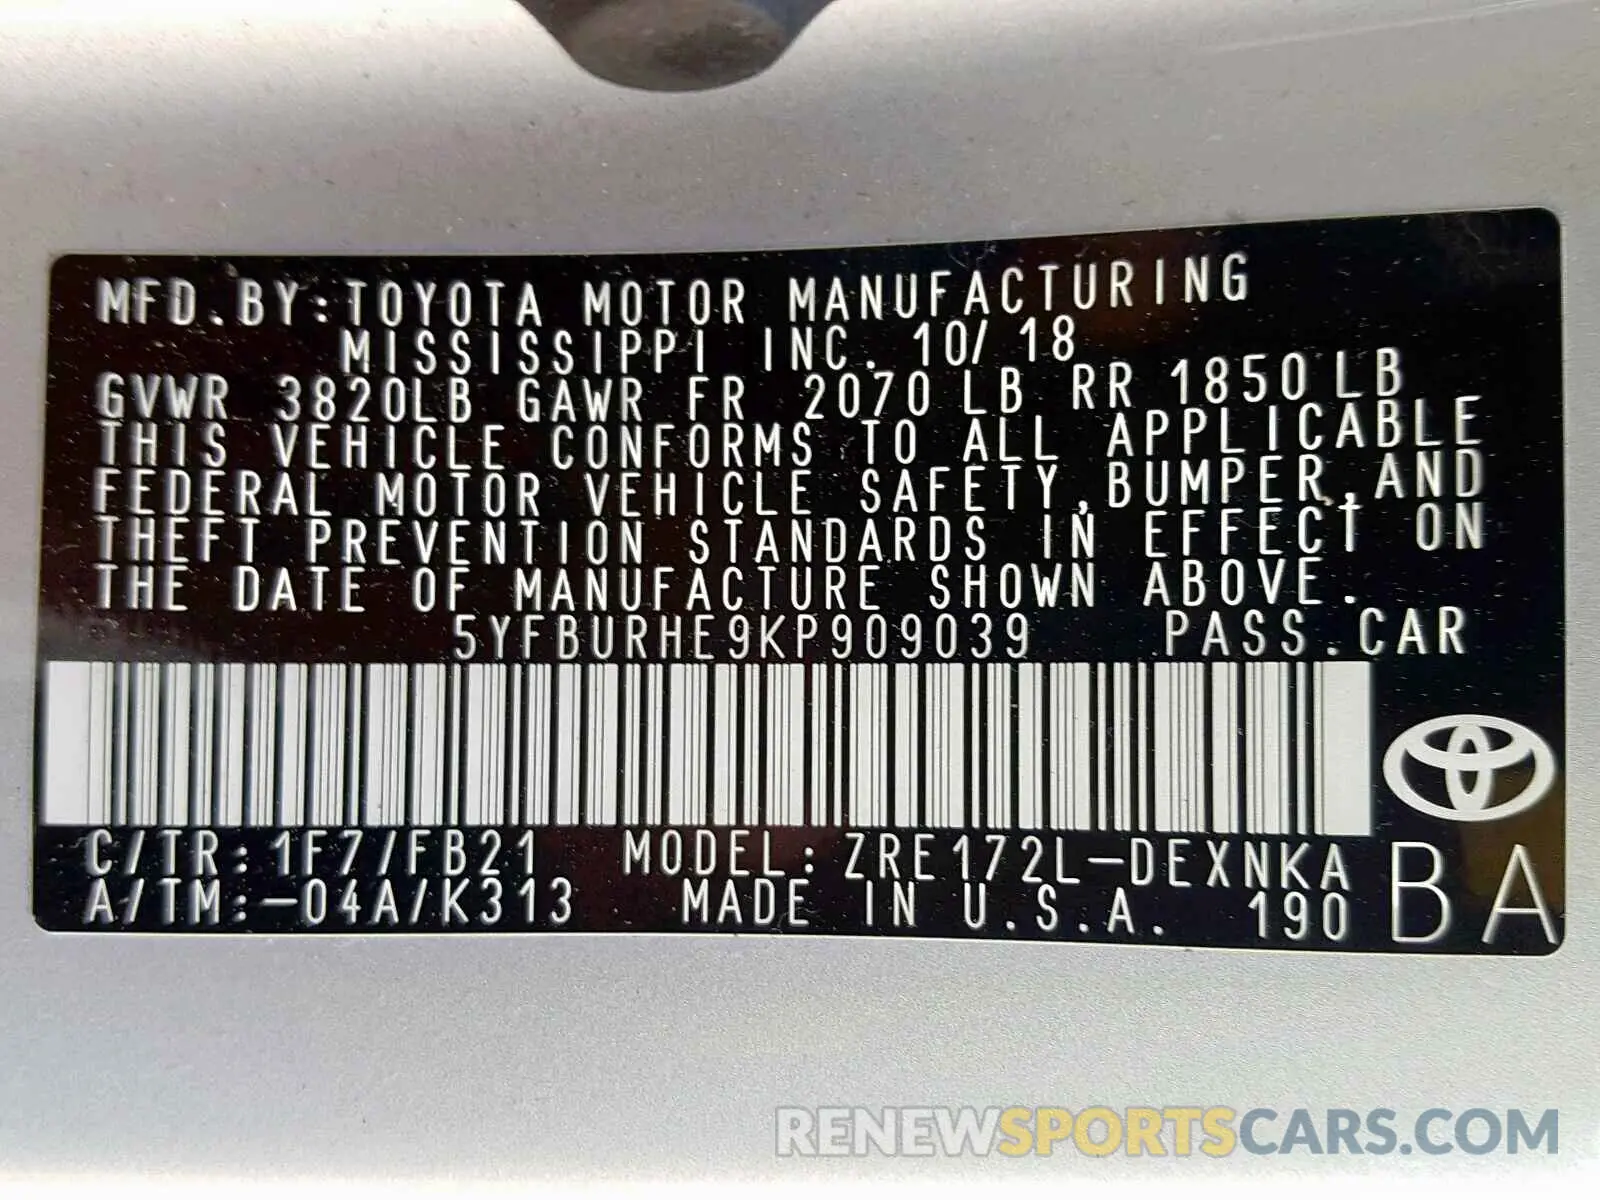 MFD.BY:TOYOTA MOTOR MANUFACTURING
MISSISSIPPI INC. 10/18
GVWR 3820LB GAWR FR 2070LB RR 1850LB
THIS VEHICLE CONFORMS TO ALL APPLICABLE
FEDERAL MOTOR VEHICLE SAFETY,BUMPER,AND
THEFT PREVENTION STANDARDS IN EFFECT ON
THE DATE OF MANUFACTURE SHOWN ABOVE.
5YFBURHE9KP909039 PASS.CAR
C/TR:1F7/FB21 MODEL:ZRE172L-DEXNKA
A/TM:-04A/K313 MADE IN U.S.A. 190
BA
RENEWSPORTSCARS.COM